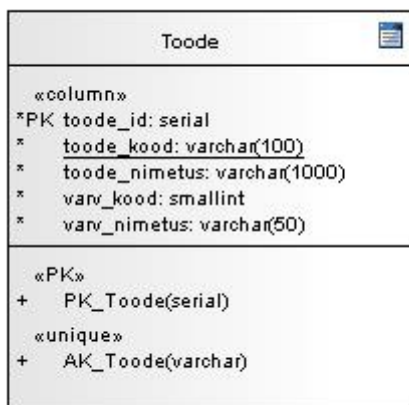 Toode
«column»
*PK toode_id: serial
* toode_kood: varchar(100)
* toode_nimetus: varchar(1000)
* varv_kood: smallint
* varv_nimetus: varchar(50)
«PK»
+ PK_Toode(serial)
«unique»
+ AK_Toode(varchar)